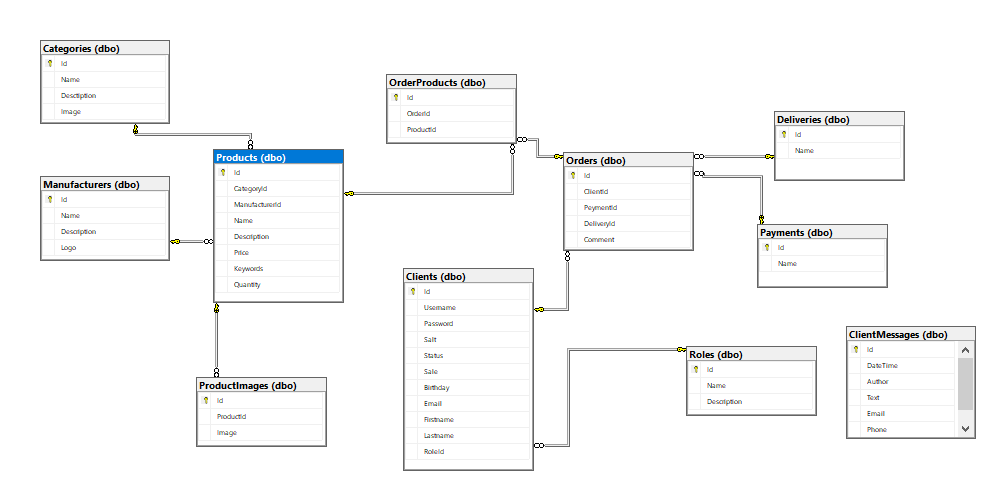 Categories (dbo)
Id
Name
Desctiption
Image
Manufacturers (dbo)
Id
Name
Description
Logo
Products (dbo)
Id
CategoryId
ManufacturerId
Name
Description
Price
Keywords
Quantity
ProductImages (dbo)
Id
ProductId
Image
OrderProducts (dbo)
Id
OrderId
ProductId
Orders (dbo)
Id
ClientId
PeymentId
DeliveryId
Comment
Clients (dbo)
Id
Username
Password
Salt
Status
Sale
Birthday
Email
Firstname
Lastname
RoleId
Deliveries (dbo)
Id
Name
Payments (dbo)
Id
Name
Roles (dbo)
Id
Name
Description
ClientMessages (dbo)
Id
DateTime
Author
Text
Email
Phone